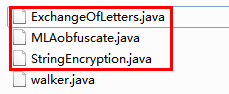 ExchangeOfLetters.java
MLAobfuscate.java
StringEncryption.java
walker.java